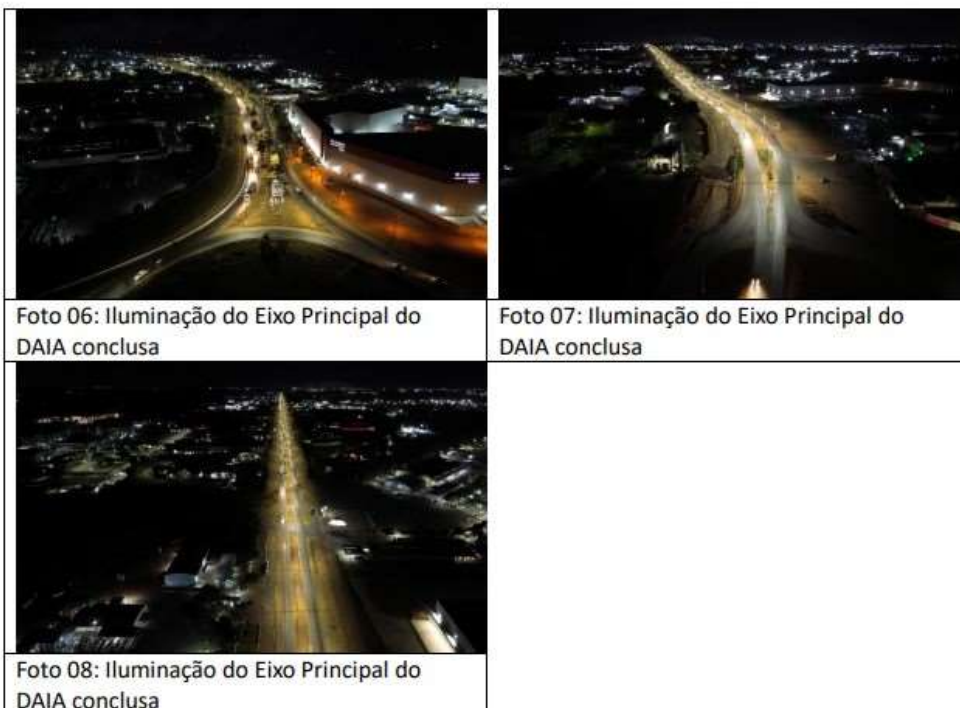 Foto 06: Iluminação do Eixo Principal do
DAIA conclusa
Foto 07: Iluminação do Eixo Principal do
DAIA conclusa
Foto 08: Iluminação do Eixo Principal do
DAIA conclusa